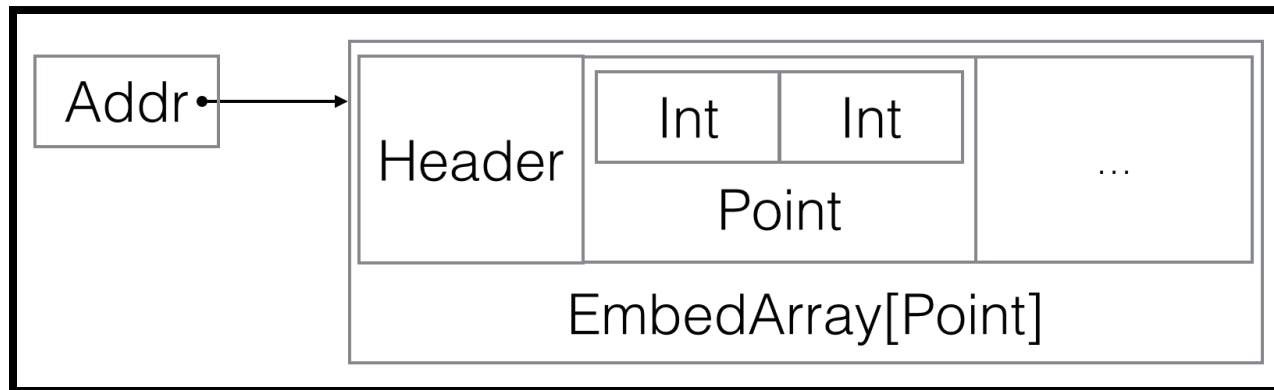 Addr
Header
Int
Int
Point
...
EmbedArray[Point]